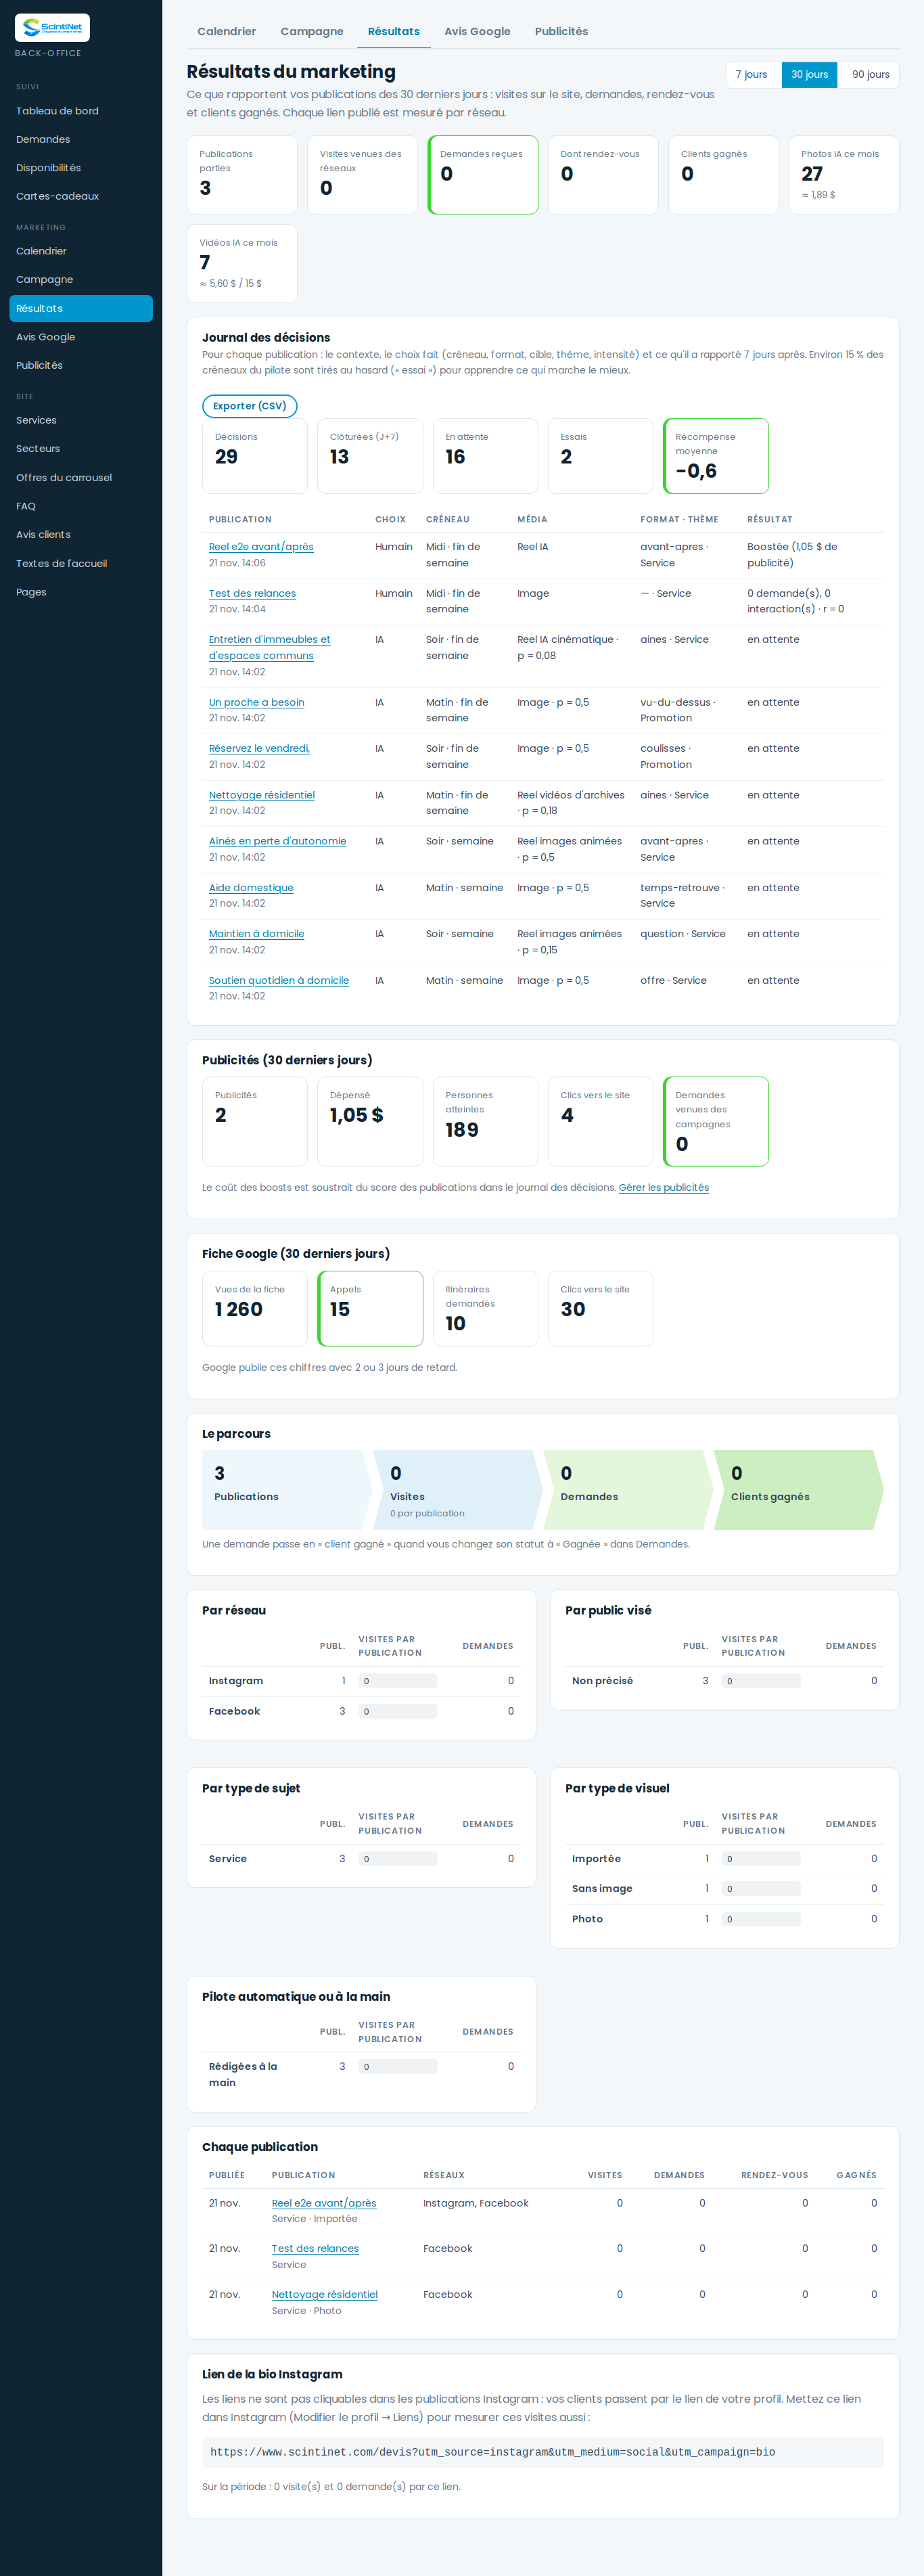 ScintiNet
BACK-OFFICE
SUIVI
Tableau de bord
Demandes
Disponibilités
Cartes-cadeaux
MARKETING
Calendrier
Campagne
Résultats
Avis Google
Publicités
SITE
Services
Secteurs
Offres du carrousel
FAQ
Avis clients
Textes de l'accueil
Pages
Calendrier
Campagne
Résultats
Avis Google
Publicités
Résultats du marketing
Ce que rapportent vos publications des 30 derniers jours : visites sur le site, demandes, rendez-vous
et clients gagnés. Chaque lien publié est mesuré par réseau.
7 jours
30 jours
90 jours
Publications
parties
3
Visites venues des
réseaux
0
Demandes reçues
0
Dont rendez-vous
0
Clients gagnés
0
Photos IA ce mois
27
≈ 1,89 $
Vidéos IA ce mois
7
≈ 5,60 $ / 15 $
Journal des décisions
Pour chaque publication : le contexte, le choix fait (créneau, format, cible, thème, intensité) et ce qu'il a rapporté 7 jours après. Environ 15 % des
créneaux du pilote sont tirés au hasard (« essai ») pour apprendre ce qui marche le mieux.
Exporter (CSV)
Décisions
29
Clôturées (J+7)
13
En attente
16
Essais
2
Récompense
moyenne
-0,6
PUBLICATION CHOIX CRÉNEAU MÉDIA FORMAT · THÈME RÉSULTAT
Reel e2e avant/après Humain Midi · fin de Reel IA avant-apres · Boostée (1,05 $ de
21 nov. 14:06 semaine Service publicité)
Test des relances Humain Midi · fin de Image — · Service 0 demande(s), 0
21 nov. 14:04 semaine interaction(s) · r = 0
Entretien d'immeubles et IA Soir · fin de Reel IA cinématique · aines · Service en attente
d'espaces communs semaine p = 0,08
21 nov. 14:02
Un proche a besoin IA Matin · fin de Image · p = 0,5 vu-du-dessus · en attente
21 nov. 14:02 semaine Promotion
Réservez le vendredi, IA Soir · fin de Image · p = 0,5 coulisses · en attente
21 nov. 14:02 semaine Promotion
Nettoyage résidentiel IA Matin · fin de Reel vidéos d'archives aines · Service en attente
21 nov. 14:02 semaine · p = 0,18
Aînés en perte d'autonomie IA Soir · semaine Reel images animées avant-apres · en attente
21 nov. 14:02 · p = 0,5 Service
Aide domestique IA Matin · semaine Image · p = 0,5 temps-retrouve · en attente
21 nov. 14:02 Service
Maintien à domicile IA Soir · semaine Reel images animées question · Service en attente
21 nov. 14:02 · p = 0,15
Soutien quotidien à domicile IA Matin · semaine Image · p = 0,5 offre · Service en attente
21 nov. 14:02
Publicités (30 derniers jours)
Publicités
2
Dépensé
1,05 $
Personnes
atteintes
189
Clics vers le site
4
Demandes
venues des
campagnes
0
Le coût des boosts est soustrait du score des publications dans le journal des décisions. Gérer les publicités
Fiche Google (30 derniers jours)
Vues de la fiche
1 260
Appels
15
Itinéraires
demandés
10
Clics vers le site
30
Google publie ces chiffres avec 2 ou 3 jours de retard.
Le parcours
3
Publications
0
Visites
0 par publication
0
Demandes
0
Clients gagnés
Une demande passe en « client gagné » quand vous changez son statut à « Gagnée » dans Demandes.
Par réseau
PUBL. VISITES PAR PUBLICATION DEMANDES
Instagram 1 0 0
Facebook 3 0 0
Par public visé
PUBL. VISITES PAR PUBLICATION DEMANDES
Non précisé 3 0 0
Par type de sujet
PUBL. VISITES PAR PUBLICATION DEMANDES
Service 3 0 0
Par type de visuel
PUBL. VISITES PAR PUBLICATION DEMANDES
Importée 1 0 0
Sans image 1 0 0
Photo 1 0 0
Pilote automatique ou à la main
PUBL. VISITES PAR PUBLICATION DEMANDES
Rédigées à la 3 0 0
main
Chaque publication
PUBLIÉE PUBLICATION RÉSEAUX VISITES DEMANDES RENDEZ-VOUS GAGNÉS
21 nov. Reel e2e avant/après Instagram, Facebook 0 0 0 0
Service · Importée
21 nov. Test des relances Facebook 0 0 0 0
Service
21 nov. Nettoyage résidentiel Facebook 0 0 0 0
Service · Photo
Lien de la bio Instagram
Les liens ne sont pas cliquables dans les publications Instagram : vos clients passent par le lien de votre profil. Mettez ce lien
dans Instagram (Modifier le profil → Liens) pour mesurer ces visites aussi :
https://www.scintinet.com/devis?utm_source=instagram&utm_medium=social&utm_campaign=bio
Sur la période : 0 visite(s) et 0 demande(s) par ce lien.